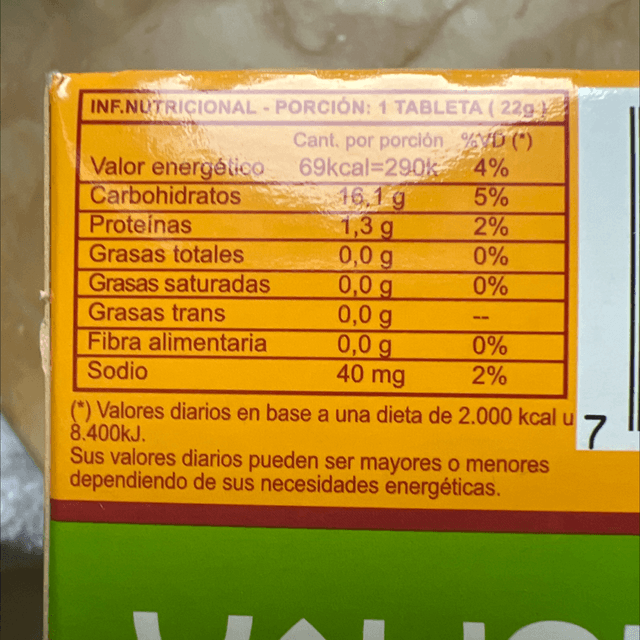 INF.NUTRICIONAL - PORCIÓN: 1 TABLETA ( 22g )
Cant. por porción %VD (*)
Valor energético 69kcal=290k 4%
Carbohidratos 16,1 g 5%
Proteínas 1,3 g 2%
Grasas totales 0,0 g 0%
Grasas saturadas 0,0 g 0%
Grasas trans 0,0 g --
Fibra alimentaria 0,0 g 0%
Sodio 40 mg 2%
(*) Valores diarios en base a una dieta de 2.000 kcal u
8.400kJ.
Sus valores diarios pueden ser mayores o menores
dependiendo de sus necesidades energéticas.
7